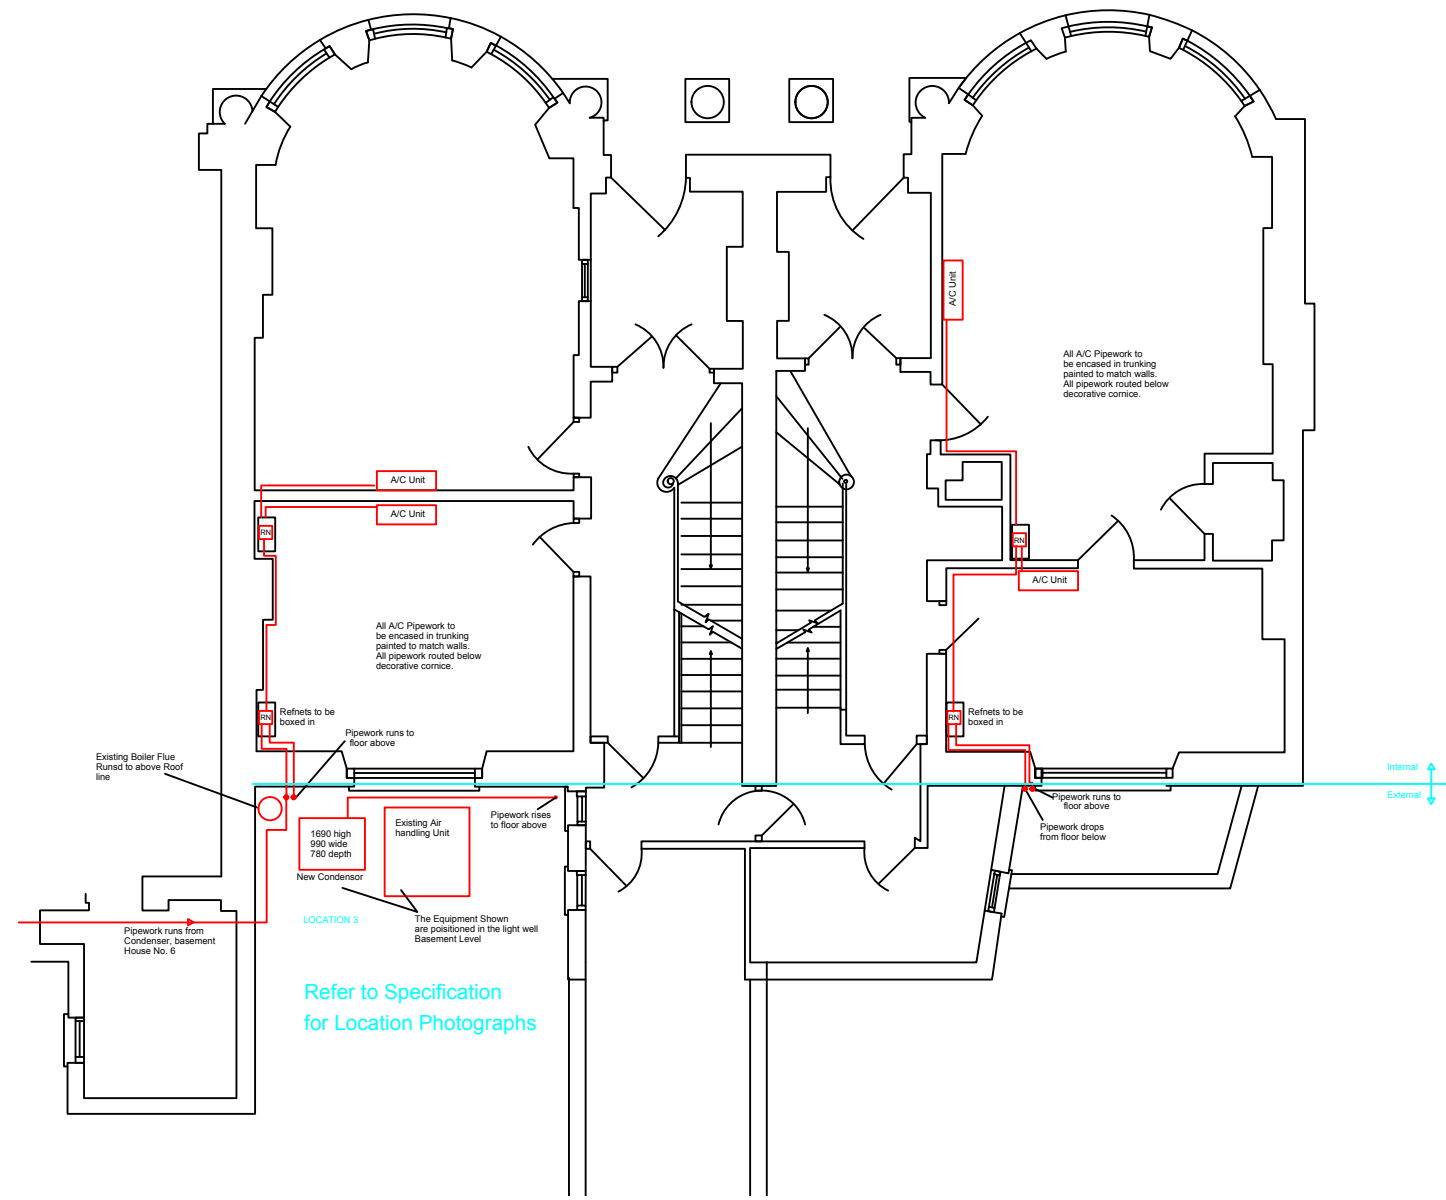 A/C Unit
All A/C Pipework to
be encased in trunking
painted to match walls.
All pipework routed below
decorative cornice.
A/C Unit
A/C Unit
RN
RN
A/C Unit
All A/C Pipework to
be encased in trunking
painted to match walls.
All pipework routed below
decorative cornice.
RN
Refnets to be
boxed in
RN
Refnets to be
boxed in
Pipework runs to
floor above
Existing Boiler Flue
Runsd to above Roof
line
Internal
External
Pipework runs to
floor above
Pipework rises
to floor above
Existing Air
handling Unit
1690 high
990 wide
780 depth
Pipework drops
from floor below
New Condensor
LOCATION 3
The Equipment Shown
are poisitioned in the light well
Basement Level
Pipework runs from
Condenser, basement
House No. 6
Refer to Specification
for Location Photographs